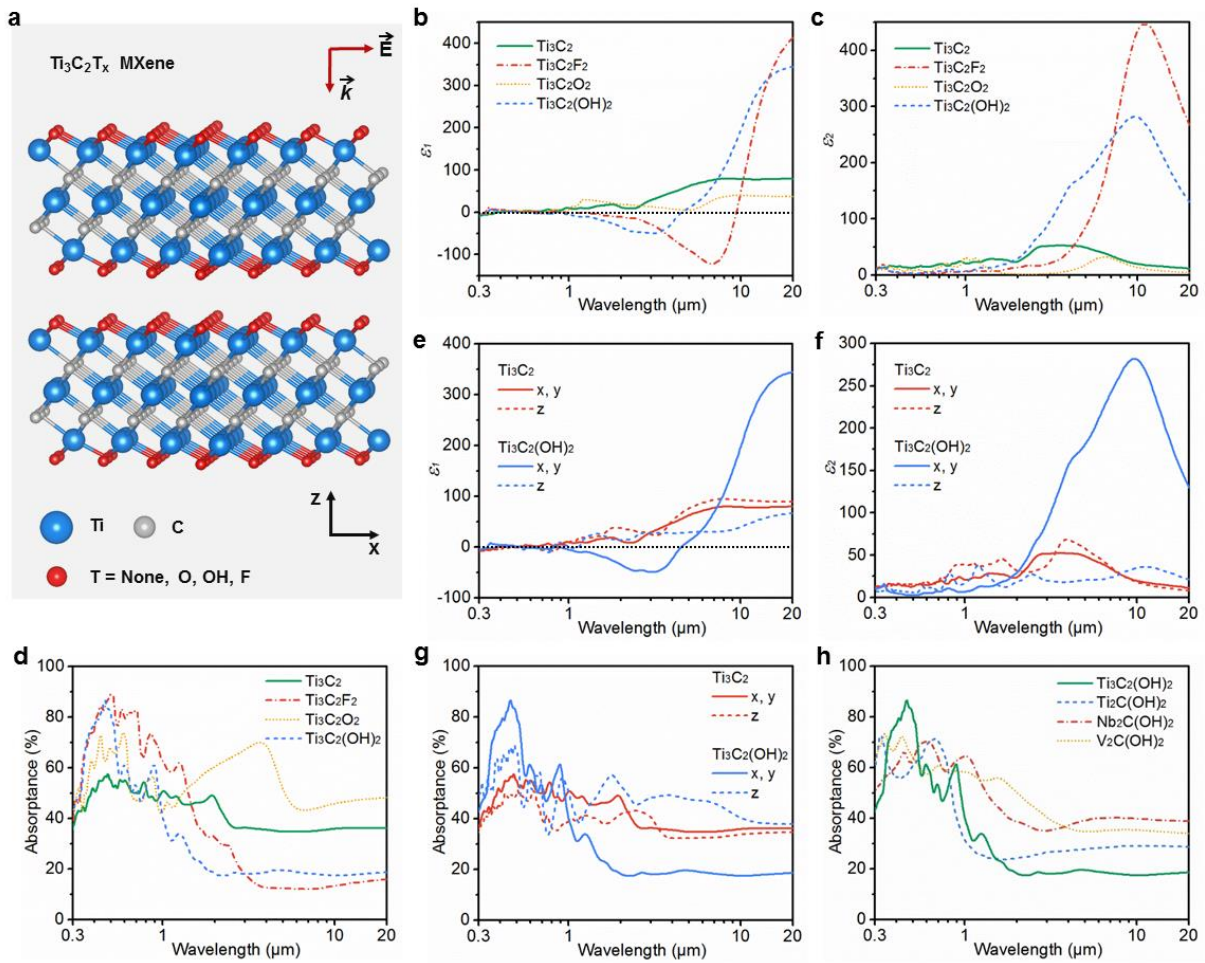 a
Ti₃C₂Tₓ MXene
E
k
z
x
Ti
C
T = None, O, OH, F
b
400
300
200
100
0
-100
ε₁
Ti₃C₂
Ti₃C₂F₂
Ti₃C₂O₂
Ti₃C₂(OH)₂
0.3
1
10
20
Wavelength (µm)
c
400
300
200
100
0
ε₂
Ti₃C₂
Ti₃C₂F₂
Ti₃C₂O₂
Ti₃C₂(OH)₂
0.3
1
10
20
Wavelength (µm)
e
400
300
200
100
0
-100
ε₁
Ti₃C₂
x, y
z
Ti₃C₂(OH)₂
x, y
z
0.3
1
10
20
Wavelength (µm)
f
300
250
200
150
100
50
0
ε₂
Ti₃C₂
x, y
z
Ti₃C₂(OH)₂
x, y
z
0.3
1
10
20
Wavelength (µm)
d
100
80
60
40
20
0
Absorptance (%)
Ti₃C₂
Ti₃C₂F₂
Ti₃C₂O₂
Ti₃C₂(OH)₂
0.3
1
10
20
Wavelength (µm)
g
100
80
60
40
20
0
Absorptance (%)
Ti₃C₂
x, y
z
Ti₃C₂(OH)₂
x, y
z
0.3
1
10
20
Wavelength (µm)
h
100
80
60
40
20
0
Absorptance (%)
Ti₃C₂(OH)₂
Ti₂C(OH)₂
Nb₂C(OH)₂
V₂C(OH)₂
0.3
1
10
20
Wavelength (µm)